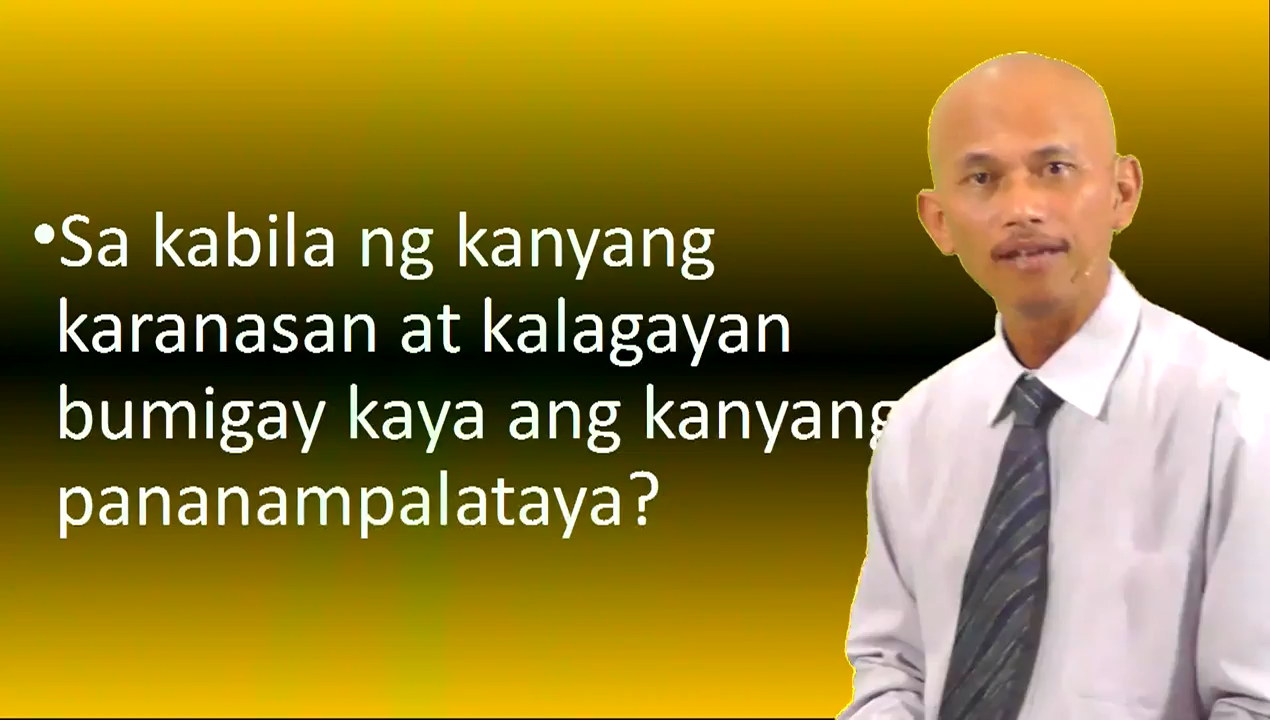 •Sa kabila ng kanyang
karanasan at kalagayan
bumigay kaya ang kanyang
pananampalataya?